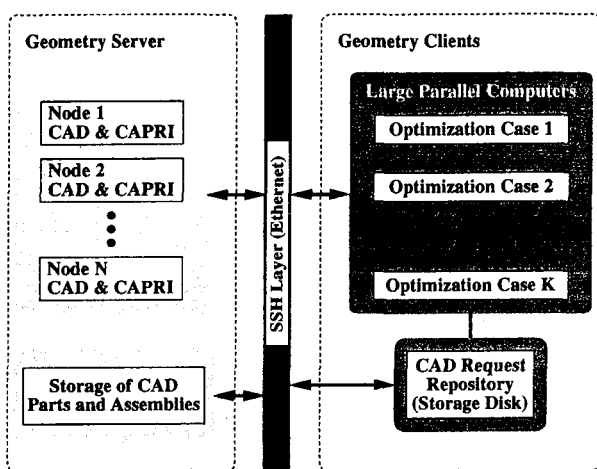 Geometry Server
Node 1
CAD & CAPRI
Node 2
CAD & CAPRI
Node N
CAD & CAPRI
Storage of CAD
Parts and Assemblies
SSH Layer (Ethernet)
Geometry Clients
Large Parallel Computers
Optimization Case 1
Optimization Case 2
Optimization Case K
CAD Request
Repository
(Storage Disk)